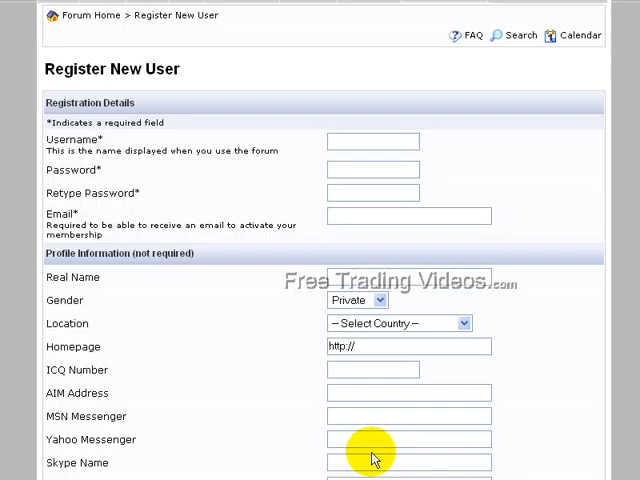 Forum Home > Register New User
FAQ Search Calendar
Register New User
Registration Details
*Indicates a required field
Username*
This is the name displayed when you use the forum
Password*
Retype Password*
Email*
Required to be able to receive an email to activate your
membership
Profile Information (not required)
Real Name
Free Trading Videos.com
Gender Private
Location -- Select Country --
Homepage http://
ICQ Number
AIM Address
MSN Messenger
Yahoo Messenger
Skype Name